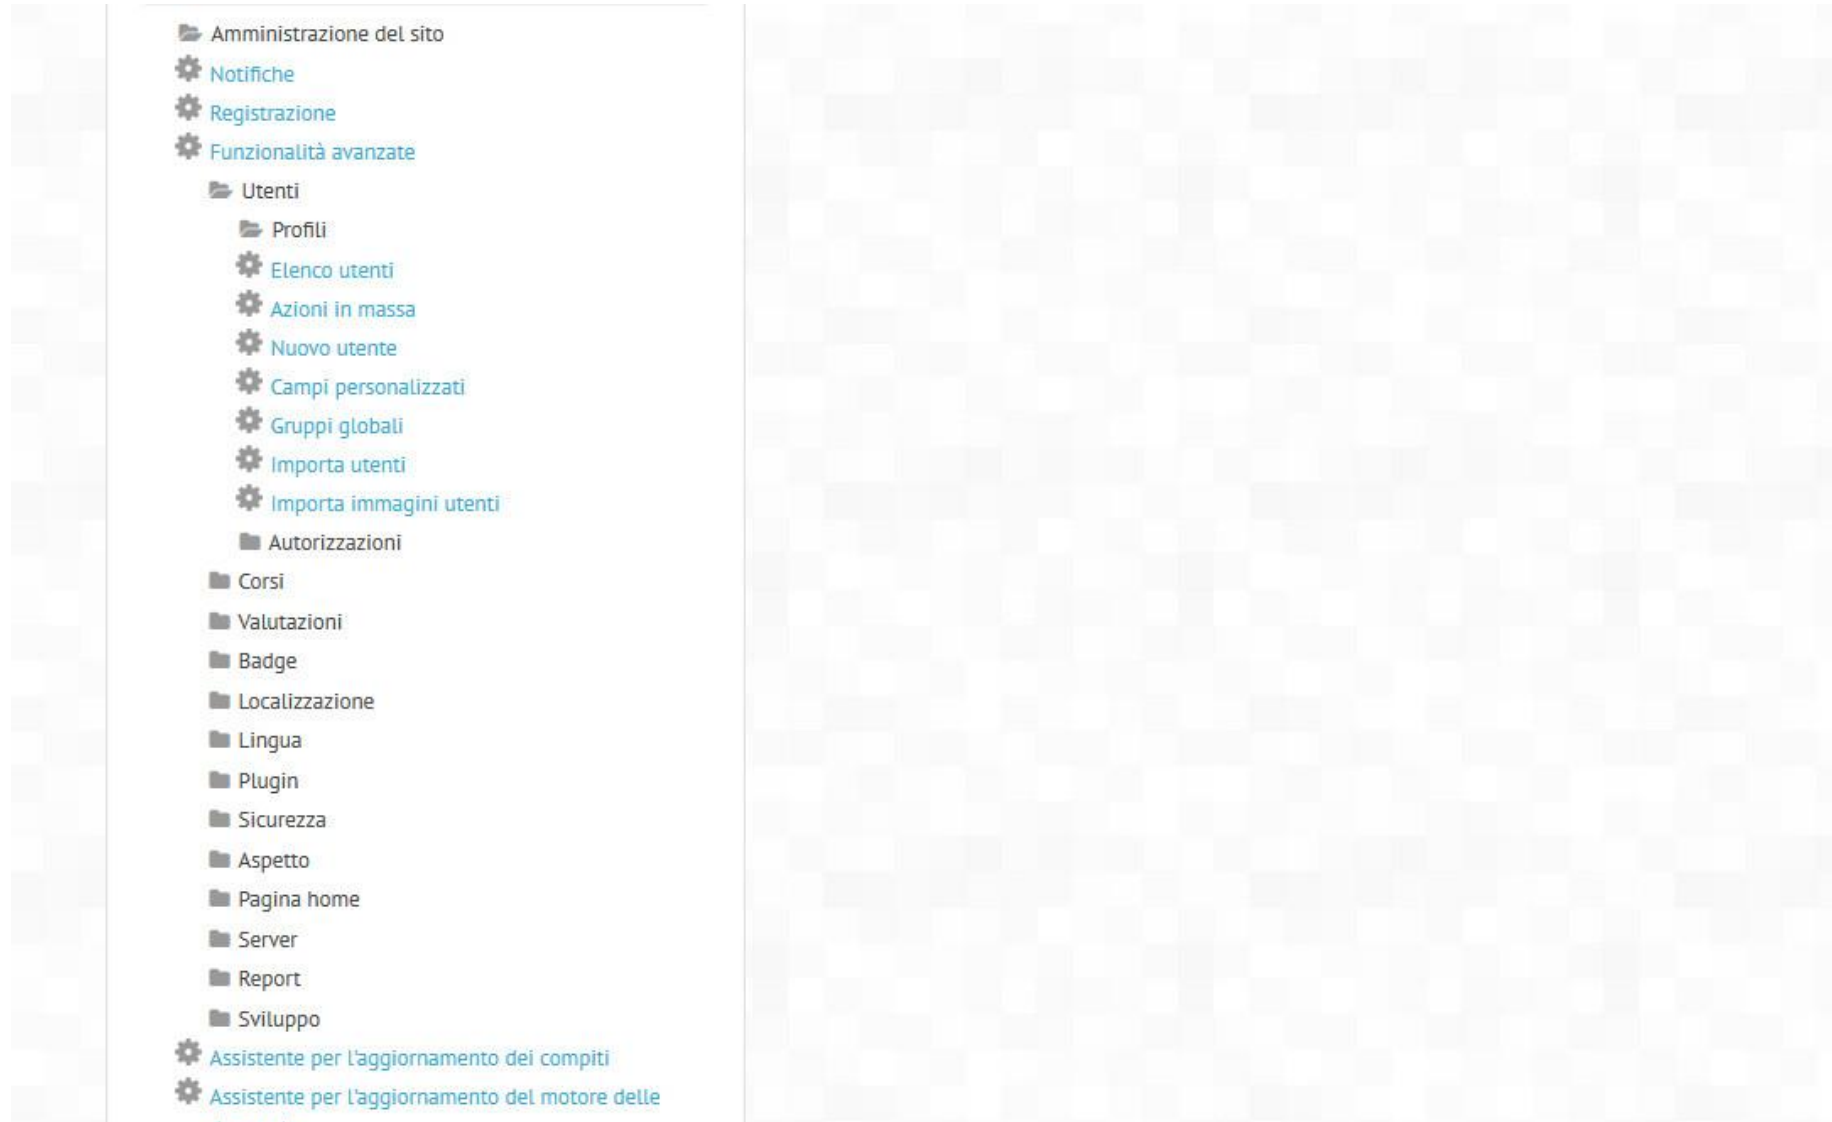 Amministrazione del sito
Notifiche
Registrazione
Funzionalità avanzate
Utenti
Profili
Elenco utenti
Azioni in massa
Nuovo utente
Campi personalizzati
Gruppi globali
Importa utenti
Importa immagini utenti
Autorizzazioni
Corsi
Valutazioni
Badge
Localizzazione
Lingua
Plugin
Sicurezza
Aspetto
Pagina home
Server
Report
Sviluppo
Assistente per l'aggiornamento dei compiti
Assistente per l'aggiornamento del motore delle